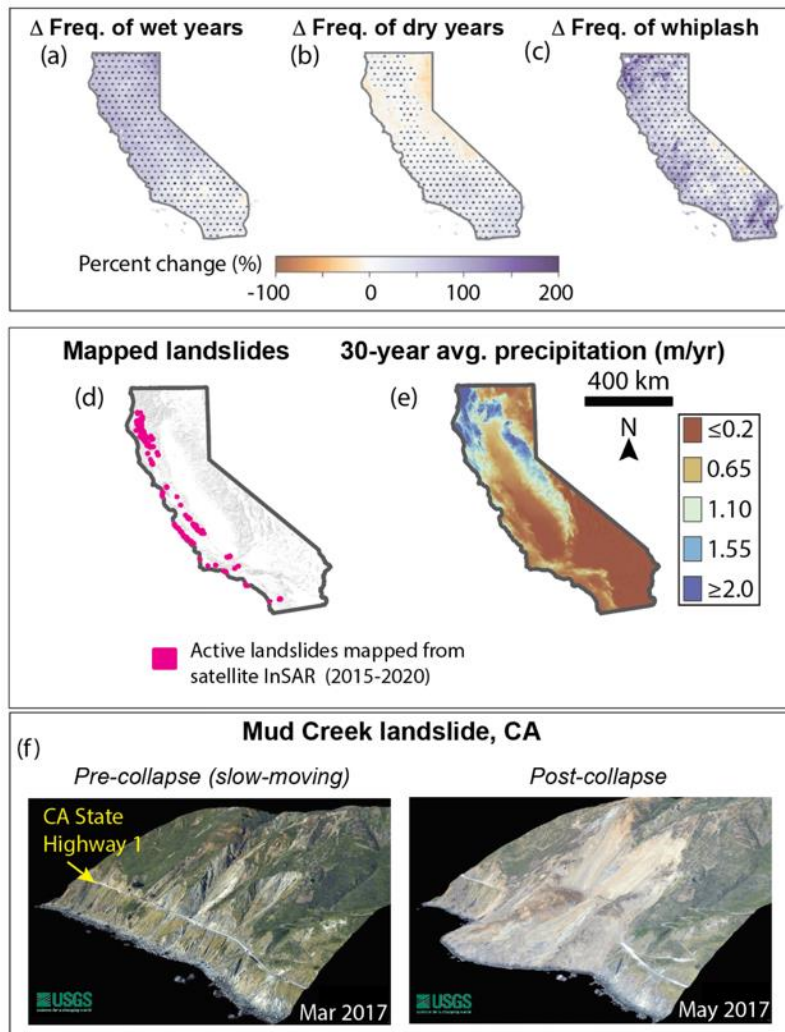 Δ Freq. of wet years
Δ Freq. of dry years
Δ Freq. of whiplash
(a)
(b)
(c)
Percent change (%)
-100
0
100
200
Mapped landslides
30-year avg. precipitation (m/yr)
(d)
(e)
400 km
N
≤0.2
0.65
1.10
1.55
≥2.0
Active landslides mapped from
satellite InSAR (2015-2020)
(f)
Mud Creek landslide, CA
Pre-collapse (slow-moving)
Post-collapse
CA State
Highway 1
USGS
Mar 2017
USGS
May 2017